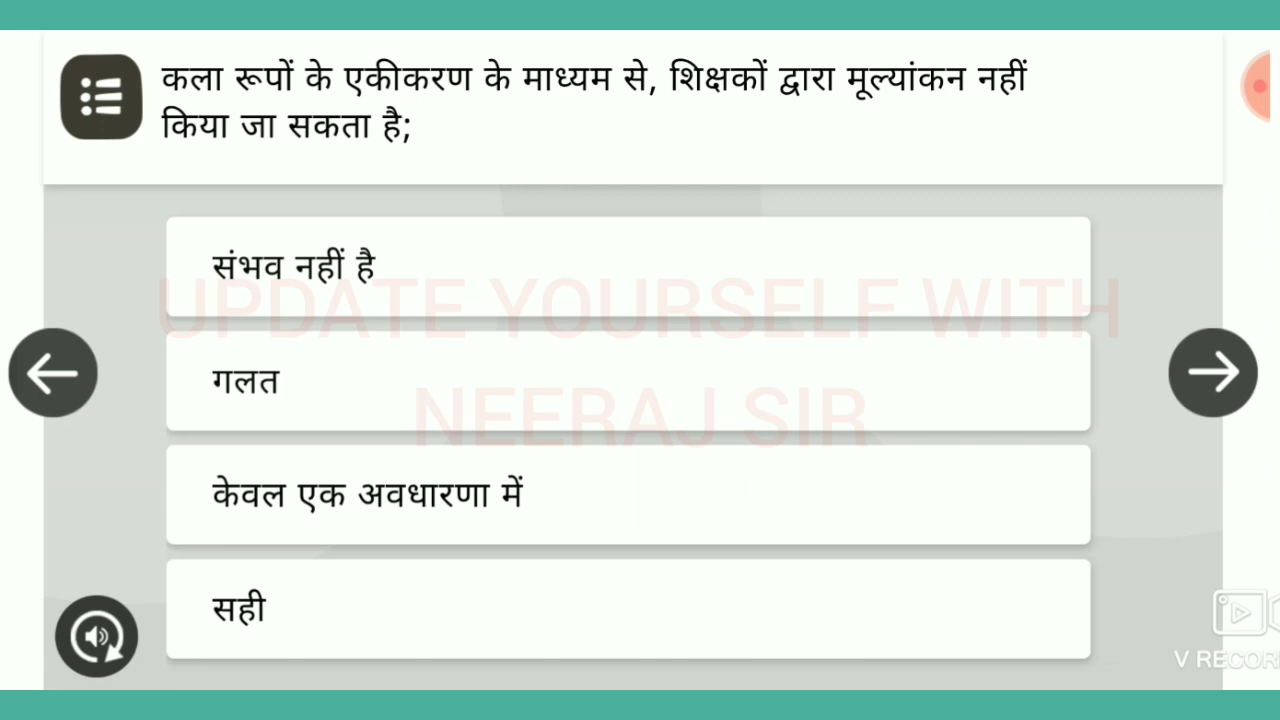 कला रूपों के एकीकरण के माध्यम से, शिक्षकों द्वारा मूल्यांकन नहीं
किया जा सकता है;
संभव नहीं है
UPDATE YOURSELF WITH
गलत
NEERAJ SIR
केवल एक अवधारणा में
सही
V RECOR